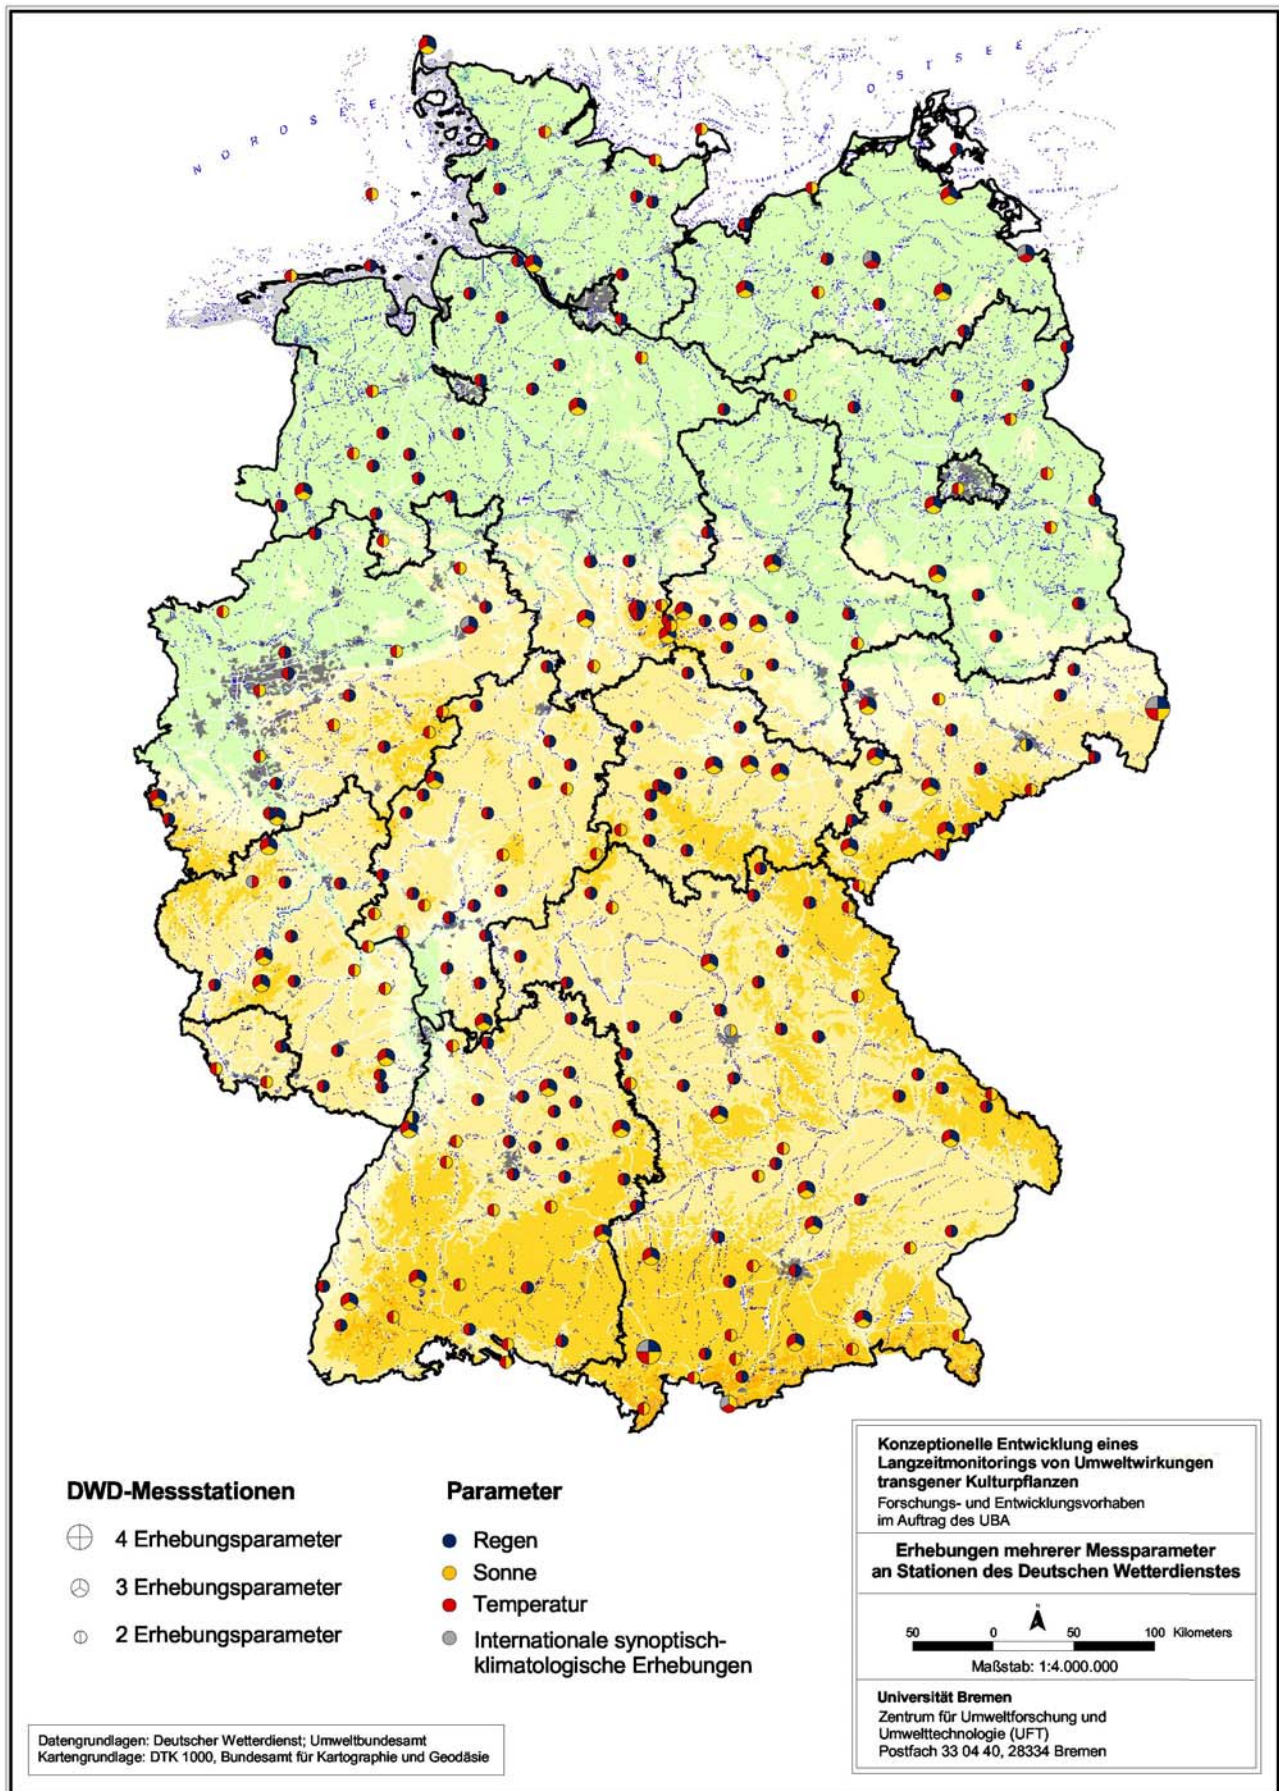 NOROSEE
OSTSEE
DWD-Messstationen
4 Erhebungsparameter
3 Erhebungsparameter
2 Erhebungsparameter
Parameter
Regen
Sonne
Temperatur
Internationale synoptisch-
klimatologische Erhebungen
Konzeptionelle Entwicklung eines
Langzeitmonitorings von Umweltwirkungen
transgener Kulturpflanzen
Forschungs- und Entwicklungsvorhaben
im Auftrag des UBA
Erhebungen mehrerer Messparameter
an Stationen des Deutschen Wetterdienstes
N
50 0 50 100 Kilometers
Maßstab: 1:4.000.000
Universität Bremen
Zentrum für Umweltforschung und
Umwelttechnologie (UFT)
Postfach 33 04 40, 28334 Bremen
Datengrundlagen: Deutscher Wetterdienst; Umweltbundesamt
Kartengrundlage: DTK 1000, Bundesamt für Kartographie und Geodäsie